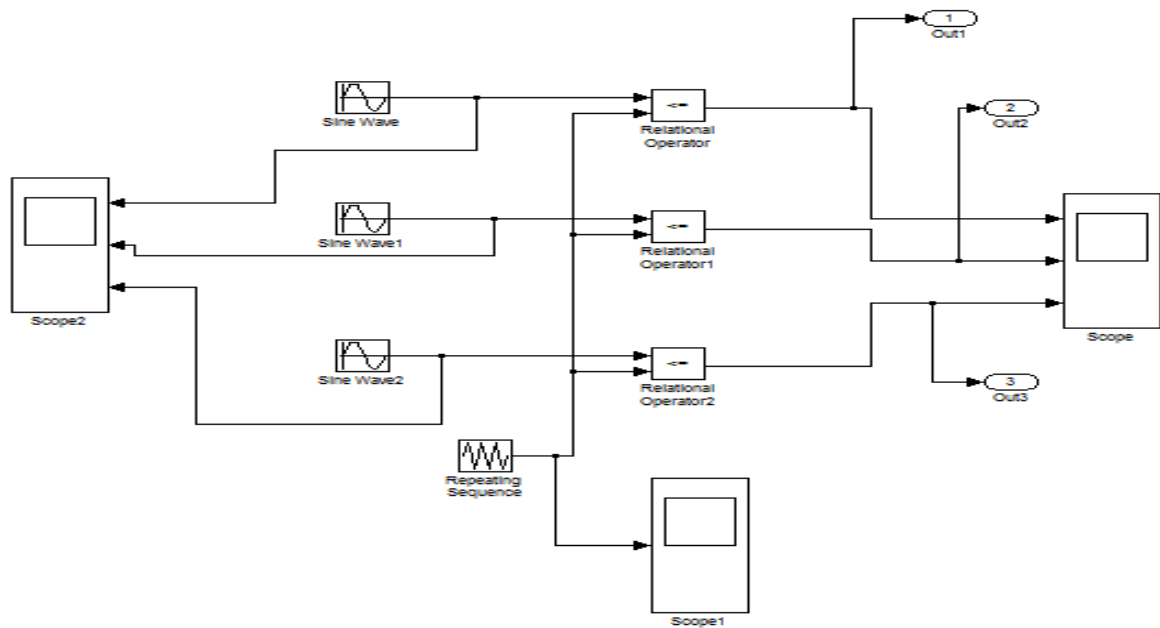 1
Out1
Sine Wave
<=
Relational
Operator
2
Out2
Sine Wave1
<=
Relational
Operator1
Scope2
Scope
Sine Wave2
<=
Relational
Operator2
3
Out3
Repeating
Sequence
Scope1